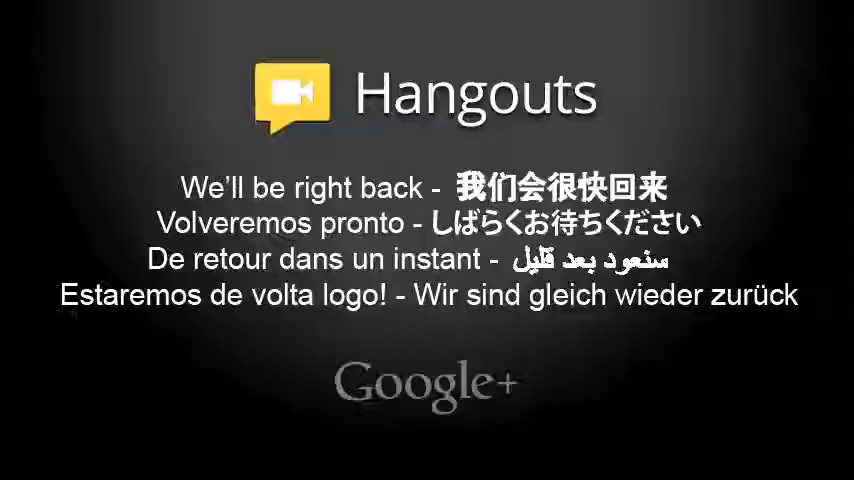 Hangouts
We’ll be right back - 我们会很快回来
Volveremos pronto - しばらくお待ちください
De retour dans un instant - سنعود بعد قليل
Estaremos de volta logo! - Wir sind gleich wieder zurück
Google+